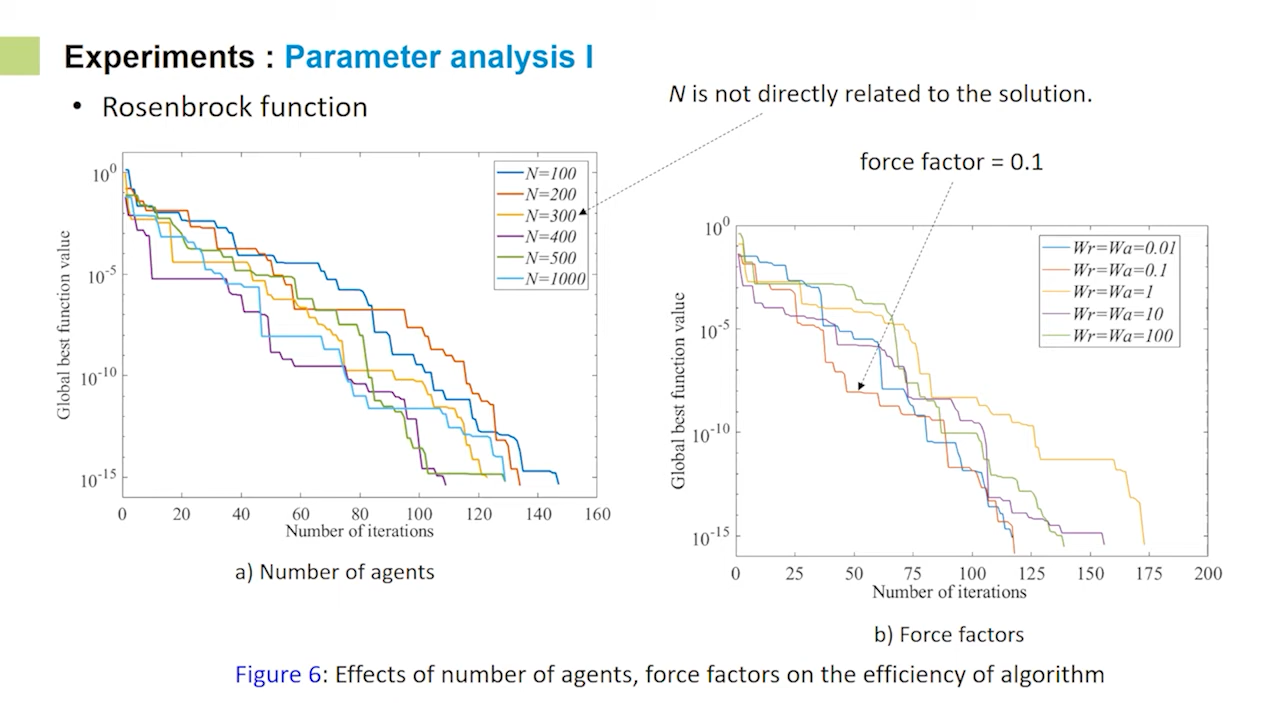 Experiments : Parameter analysis I
• Rosenbrock function
N is not directly related to the solution.
force factor = 0.1
Global best function value
10^0
10^-5
10^-10
10^-15
0 20 40 60 80 100 120 140 160
Number of iterations
N=100
N=200
N=300
N=400
N=500
N=1000
a) Number of agents
Global best function value
10^0
10^-5
10^-10
10^-15
0 25 50 75 100 125 150 175 200
Number of iterations
Wr=Wa=0.01
Wr=Wa=0.1
Wr=Wa=1
Wr=Wa=10
Wr=Wa=100
b) Force factors
Figure 6: Effects of number of agents, force factors on the efficiency of algorithm